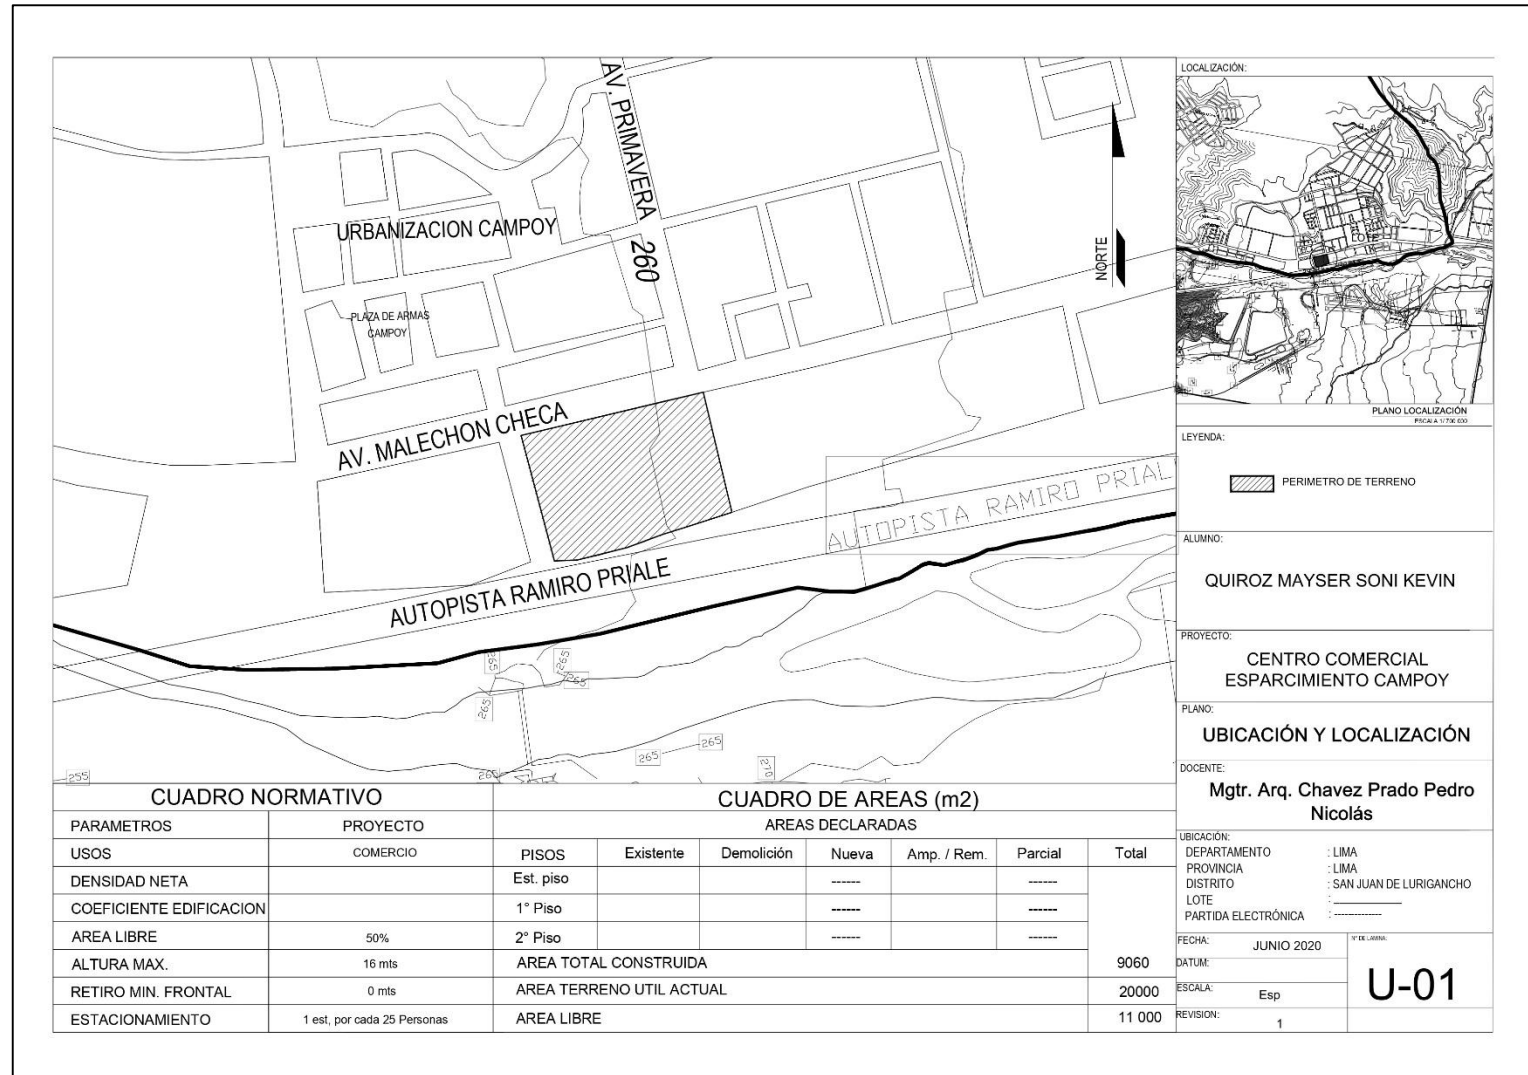 AV. PRIMAVERA
260
URBANIZACION CAMPOY
PLAZA DE ARMAS
CAMPOY
NORTE
AV. MALECHON CHECA
AUTOPISTA RAMIRO PRIALE
AUTOPISTA RAMIRO PRIAL
265
265
265
265
265
265
270
260
255
LOCALIZACIÓN:
PLANO LOCALIZACIÓN
LEYENDA:
PERIMETRO DE TERRENO
ALUMNO:
QUIROZ MAYSER SONI KEVIN
PROYECTO:
CENTRO COMERCIAL
ESPARCIMIENTO CAMPOY
PLANO:
UBICACIÓN Y LOCALIZACIÓN
DOCENTE:
Mgtr. Arq. Chavez Prado Pedro
Nicolás
UBICACIÓN:
DEPARTAMENTO : LIMA
PROVINCIA : LIMA
DISTRITO : SAN JUAN DE LURIGANCHO
LOTE : __________
PARTIDA ELECTRÓNICA : --------------
FECHA: JUNIO 2020
DATUM:
ESCALA: Esp
REVISION: 1
N° DE LAMINA:
U-01
CUADRO NORMATIVO
PARAMETROS PROYECTO
USOS COMERCIO
DENSIDAD NETA
COEFICIENTE EDIFICACION
AREA LIBRE 50%
ALTURA MAX. 16 mts
RETIRO MIN. FRONTAL 0 mts
ESTACIONAMIENTO 1 est, por cada 25 Personas
CUADRO DE AREAS (m2)
AREAS DECLARADAS
PISOS Existente Demolición Nueva Amp. / Rem. Parcial Total
Est. piso ------ ------
1° Piso ------ ------
2° Piso ------ ------
AREA TOTAL CONSTRUIDA 9060
AREA TERRENO UTIL ACTUAL 20000
AREA LIBRE 11 000